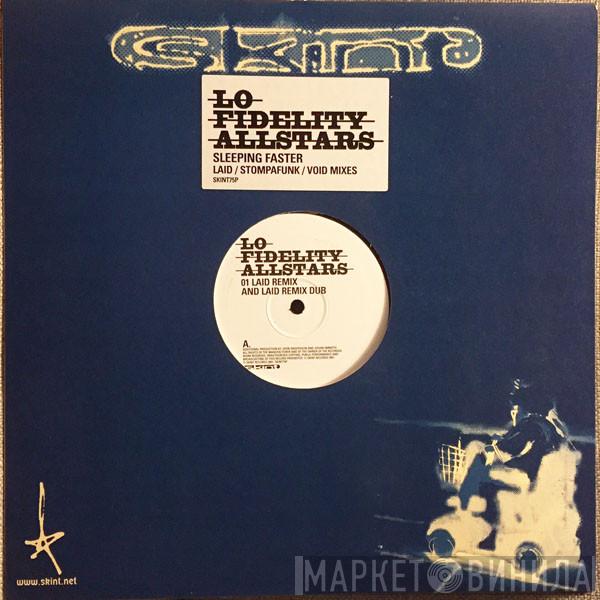 SKINT
LO
FIDELITY
ALLSTARS
SLEEPING FASTER
LAID / STOMPAFUNK / VOID MIXES
SKINT75P
LO
FIDELITY
ALLSTARS
01 LAID REMIX
AND LAID REMIX DUB
A.
SKINT
www.skint.net
МАРКЕТ ВИНИЛА